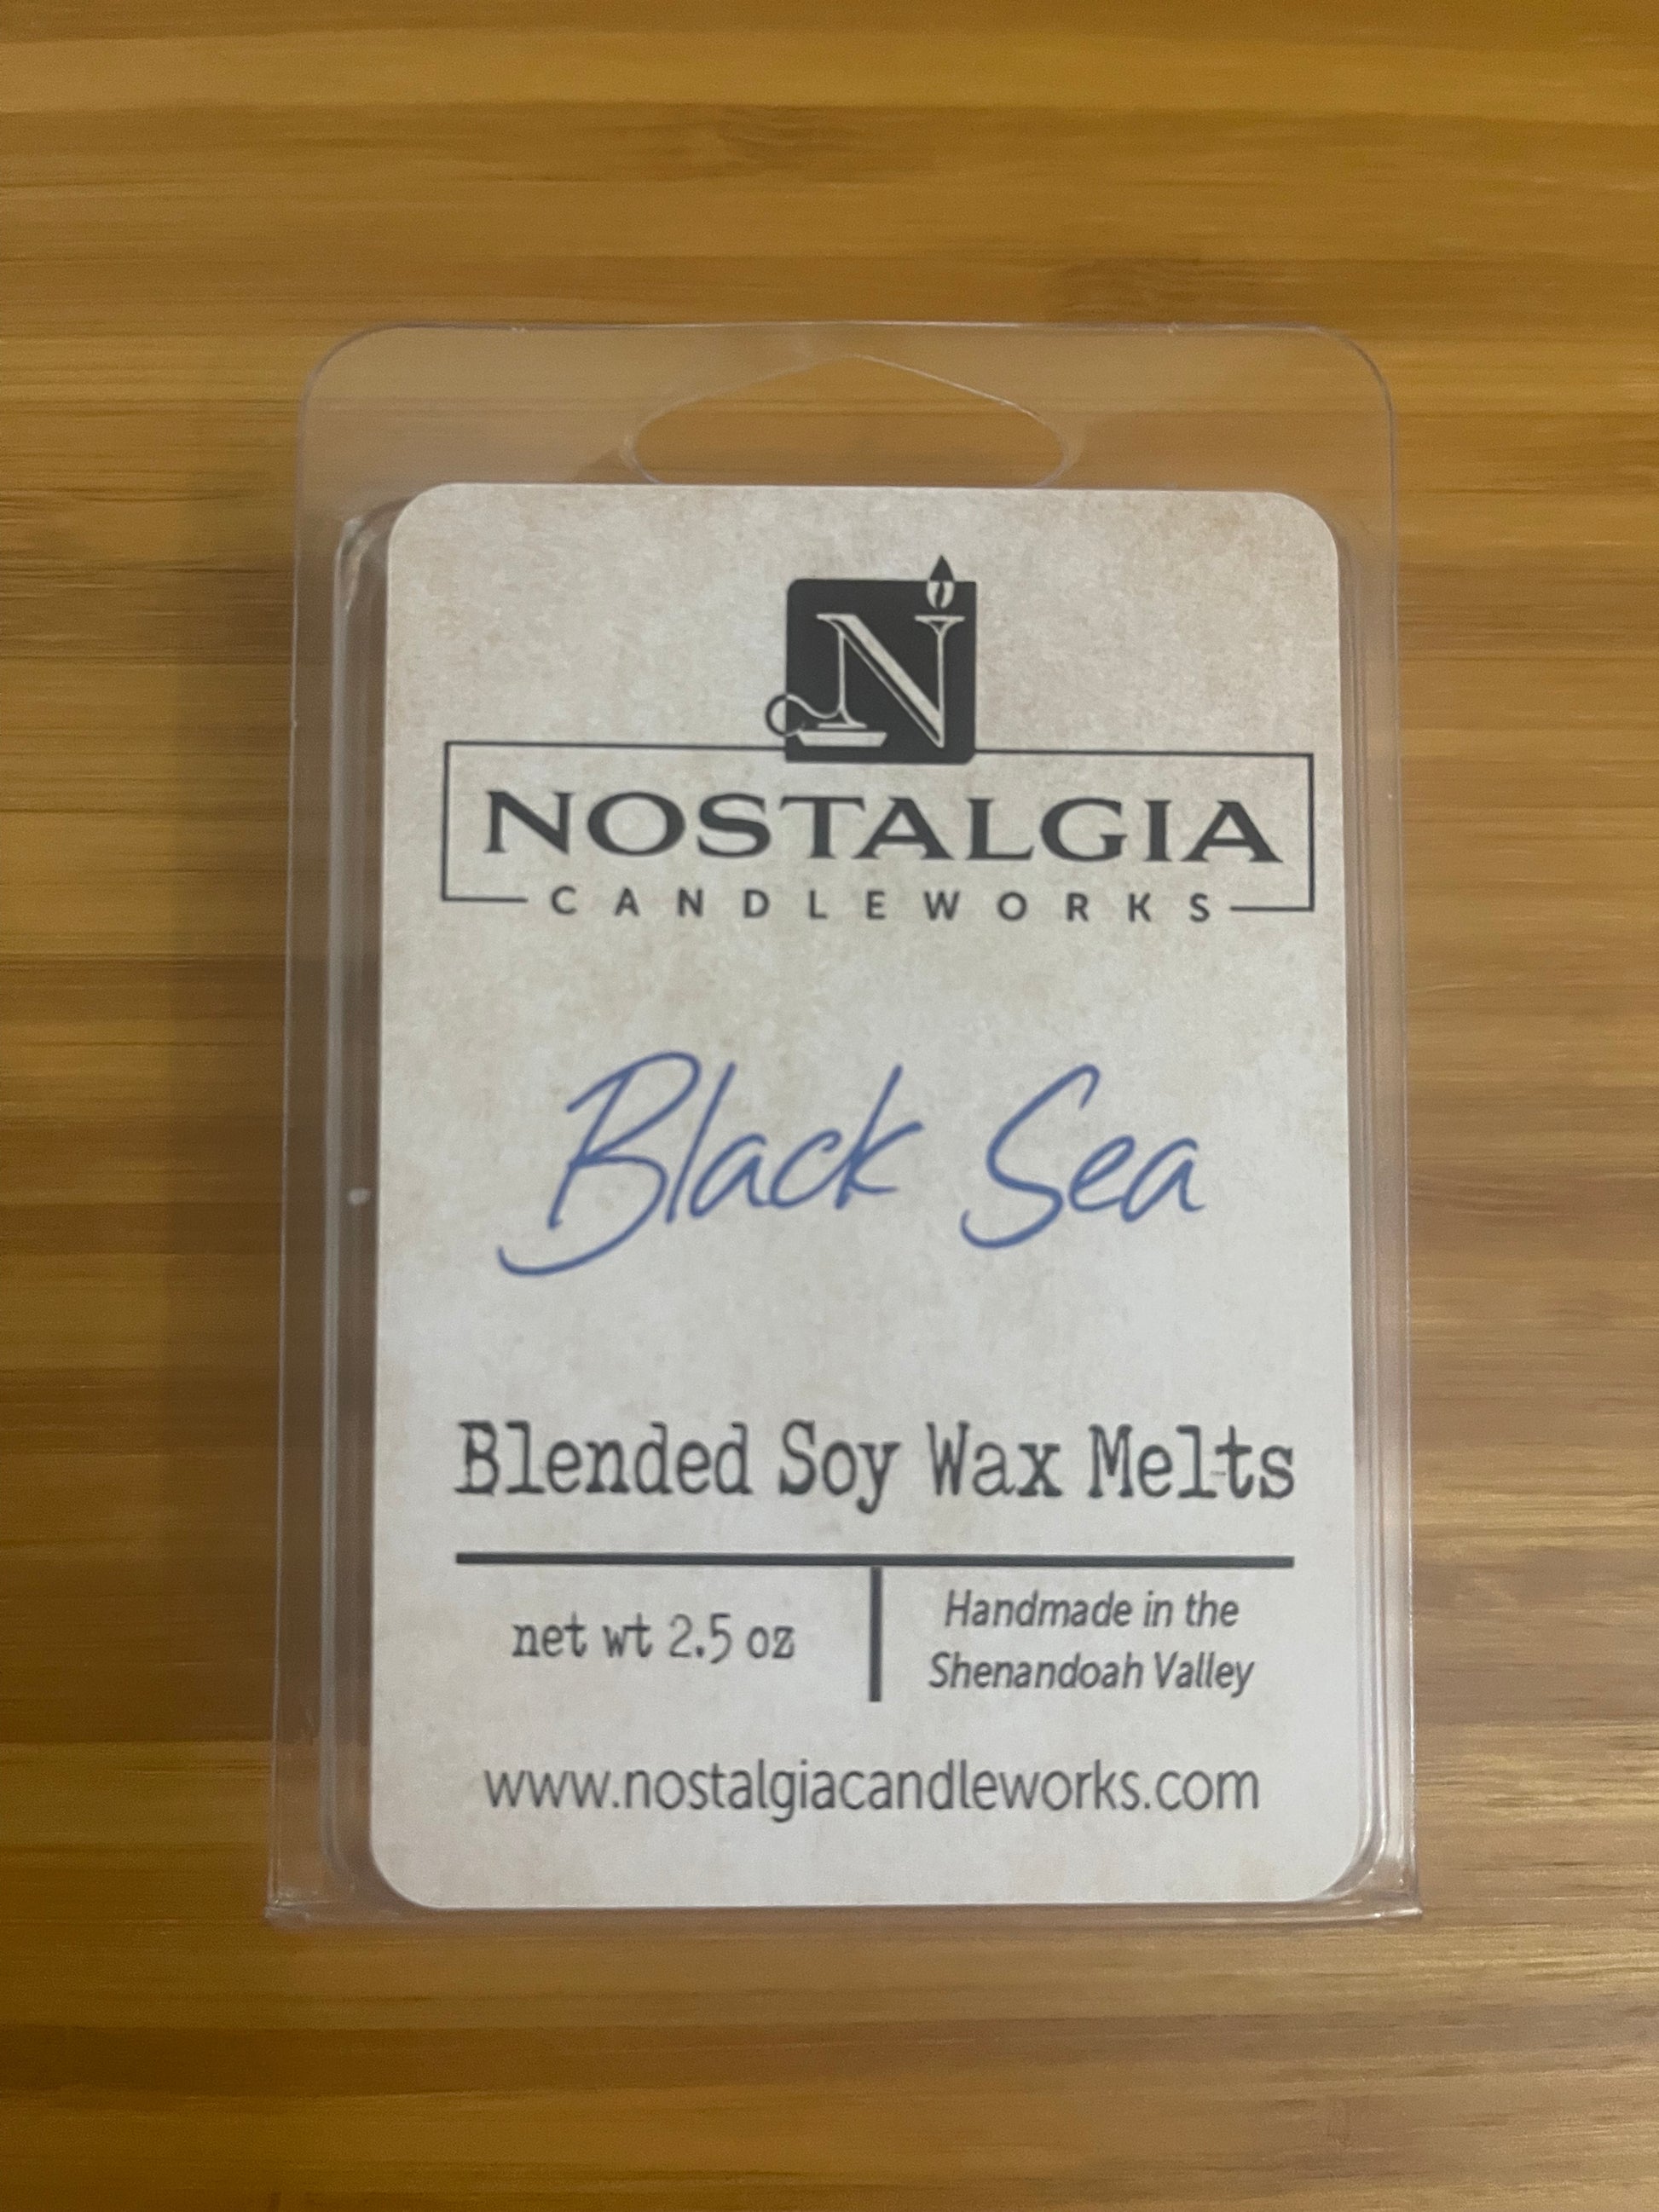 N
NOSTALGIA
CANDLEWORKS
Black Sea
Blended Soy Wax Melts
net wt 2.5 oz
Handmade in the
Shenandoah Valley
www.nostalgiacandleworks.com